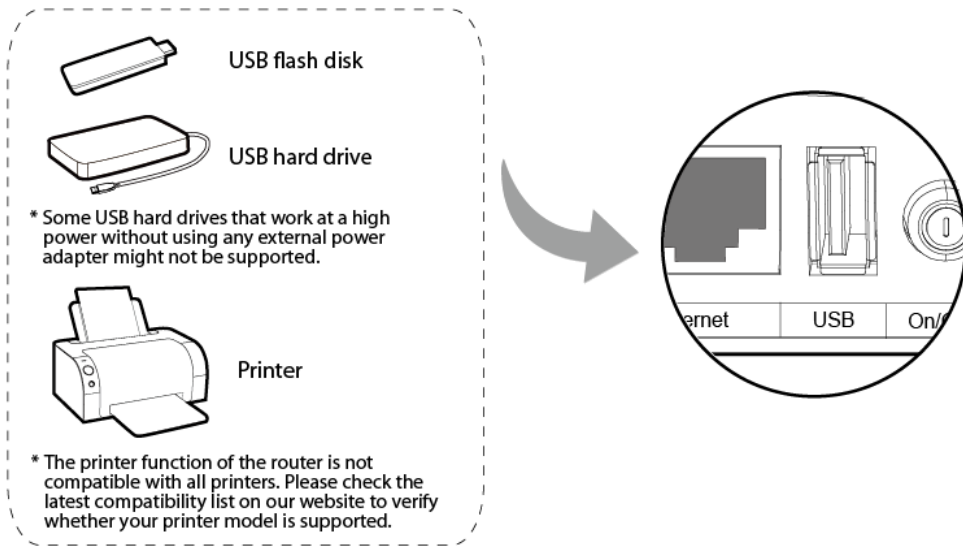 USB flash disk
USB hard drive
* Some USB hard drives that work at a high
power without using any external power
adapter might not be supported.
Printer
* The printer function of the router is not
compatible with all printers. Please check the
latest compatibility list on our website to verify
whether your printer model is supported.
ernet
USB
On/